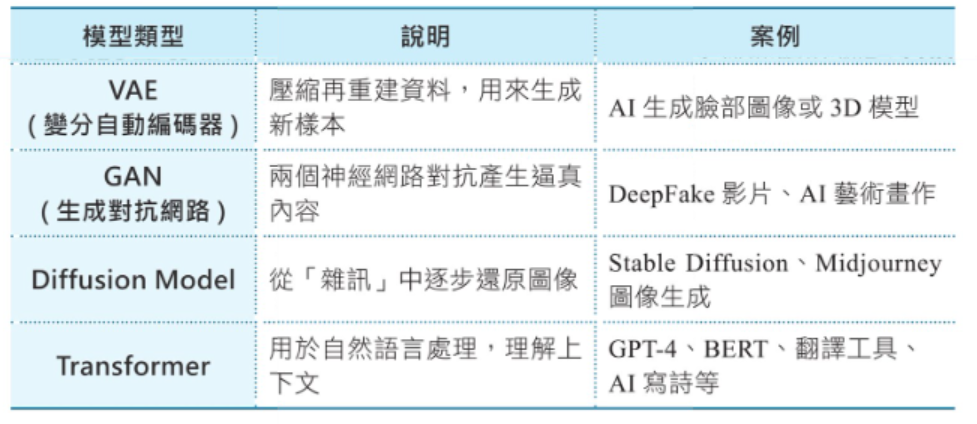 模型類型 說明 案例
VAE
(變分自動編碼器)
壓縮再重建資料,用來生成
新樣本
AI 生成臉部圖像或 3D 模型
GAN
(生成對抗網路)
兩個神經網路對抗產生逼真
內容
DeepFake 影片、AI 藝術畫作
Diffusion Model
從「雜訊」中逐步還原圖像
Stable Diffusion、Midjourney
圖像生成
Transformer
用於自然語言處理,理解上
下文
GPT-4、BERT、翻譯工具、
AI 寫詩等